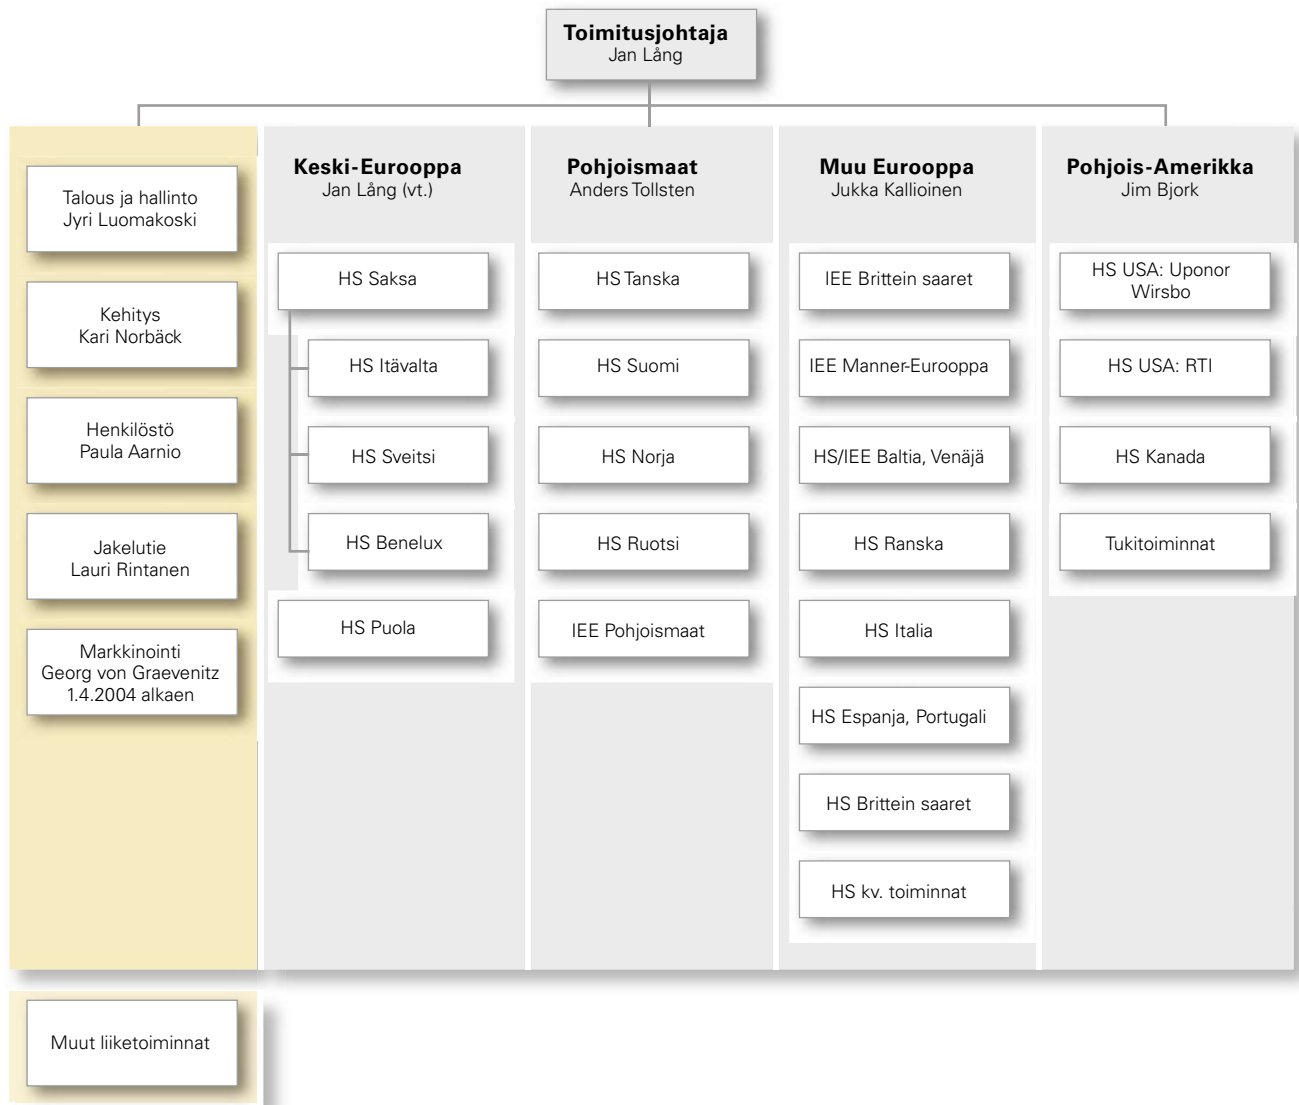 Toimitusjohtaja
Jan Lång
Talous ja hallinto
Jyri Luomakoski
Kehitys
Kari Norbäck
Henkilöstö
Paula Aarnio
Jakelutie
Lauri Rintanen
Markkinointi
Georg von Graevenitz
1.4.2004 alkaen
Keski-Eurooppa
Jan Lång (vt.)
HS Saksa
HS Itävalta
HS Sveitsi
HS Benelux
HS Puola
Pohjoismaat
Anders Tollsten
HS Tanska
HS Suomi
HS Norja
HS Ruotsi
IEE Pohjoismaat
Muu Eurooppa
Jukka Kallioinen
IEE Brittein saaret
IEE Manner-Eurooppa
HS/IEE Baltia, Venäjä
HS Ranska
HS Italia
HS Espanja, Portugali
HS Brittein saaret
HS kv. toiminnat
Pohjois-Amerikka
Jim Bjork
HS USA: Uponor
Wirsbo
HS USA: RTI
HS Kanada
Tukitoiminnat
Muut liiketoiminnat